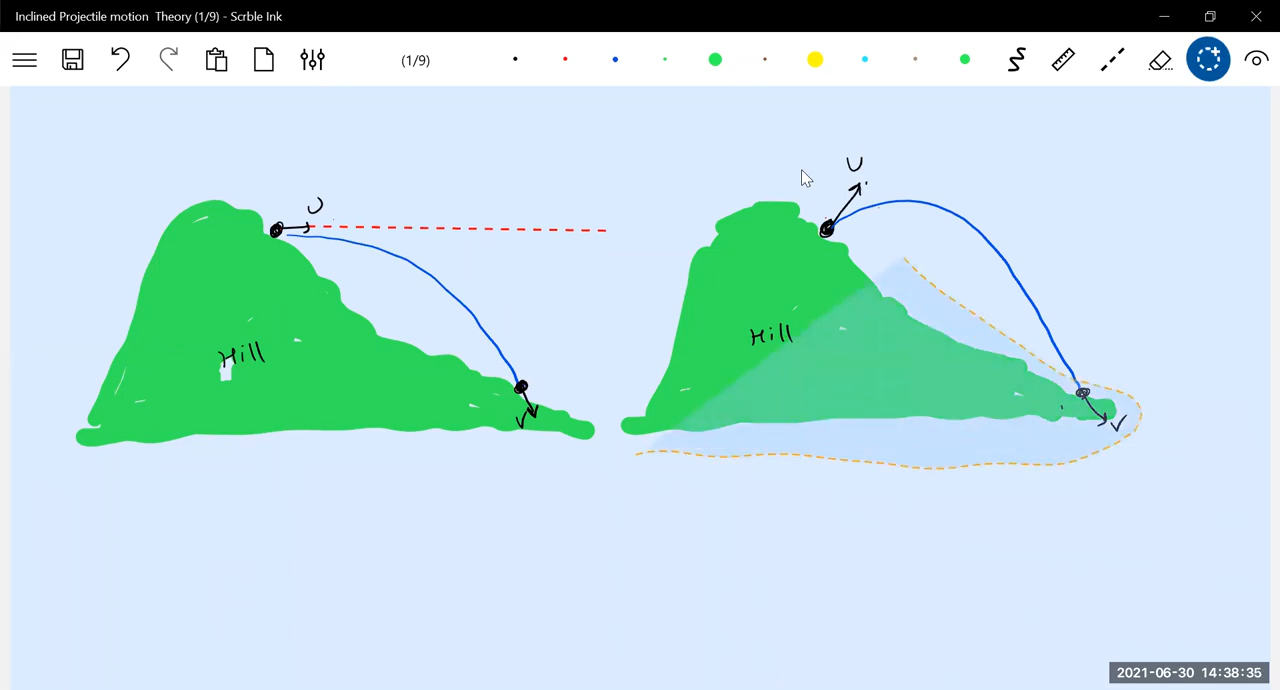 Inclined Projectile motion  Theory (1/9) - Scrble Ink
(1/9)
U
U
Hill
Hill
V
V
2021-06-30 14:38:35